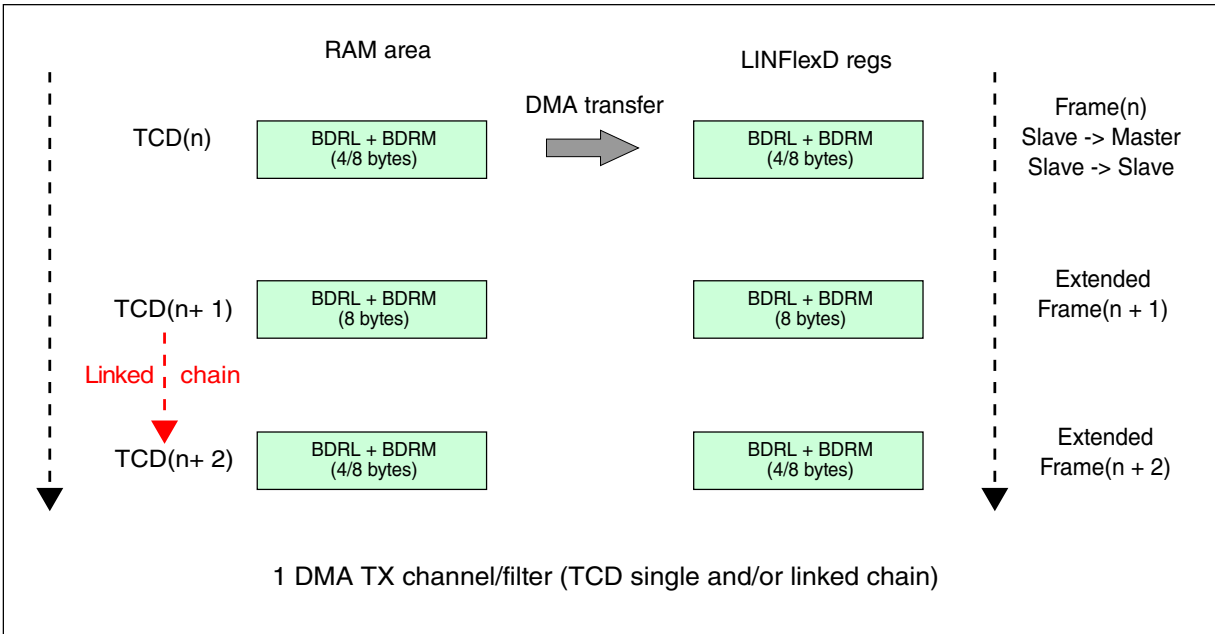 RAM area
LINFlexD regs
DMA transfer
TCD(n)
BDRL + BDRM
(4/8 bytes)
BDRL + BDRM
(4/8 bytes)
Frame(n)
Slave -> Master
Slave -> Slave
TCD(n+ 1)
BDRL + BDRM
(8 bytes)
BDRL + BDRM
(8 bytes)
Extended
Frame(n + 1)
Linked chain
TCD(n+ 2)
BDRL + BDRM
(4/8 bytes)
BDRL + BDRM
(4/8 bytes)
Extended
Frame(n + 2)
1 DMA TX channel/filter (TCD single and/or linked chain)